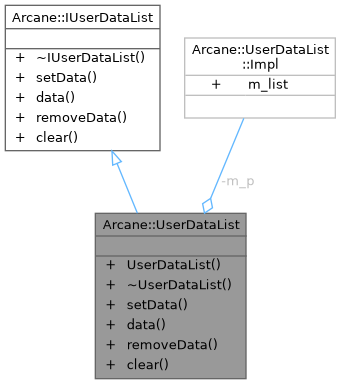 Arcane::IUserDataList
+ ~IUserDataList()
+ setData()
+ data()
+ removeData()
+ clear()
Arcane::UserDataList
::Impl
+ m_list
-m_p
Arcane::UserDataList
+ UserDataList()
+ ~UserDataList()
+ setData()
+ data()
+ removeData()
+ clear()